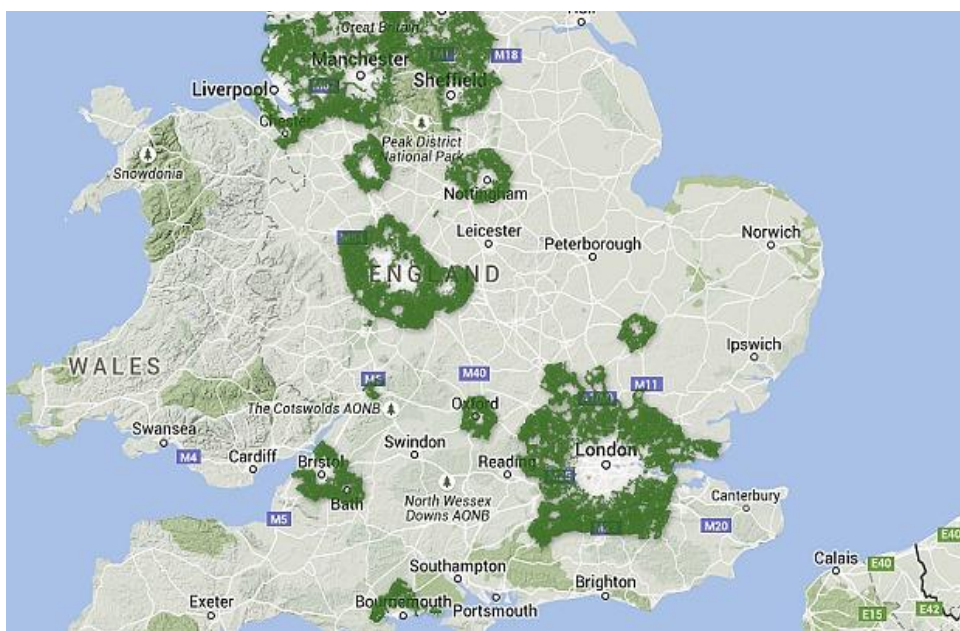 Great Britain
Manchester
M18
Liverpool
Sheffield
Chester
Peak District
National Park
Snowdonia
Nottingham
Leicester
Norwich
Peterborough
ENGLAND
Ipswich
WALES
M40
M5
M11
The Cotswolds AONB
Oxford
Swansea
Swindon
London
M4
Cardiff
Bristol
Reading
M25
Bath
North Wessex
Downs AONB
Canterbury
M5
M20
Calais
E40
E40
Southampton
Brighton
Exeter
Bournemouth
Portsmouth
E15
E42